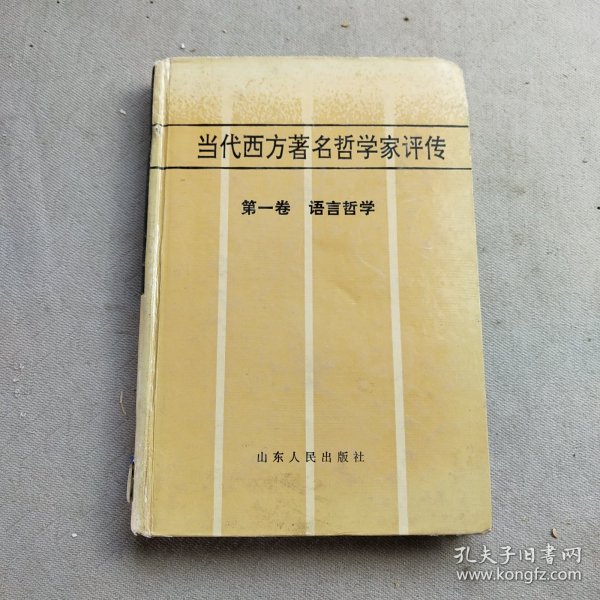 当代西方著名哲学家评传
第一卷 语言哲学
山东人民出版社
孔夫子旧书网
www.kongfz.com